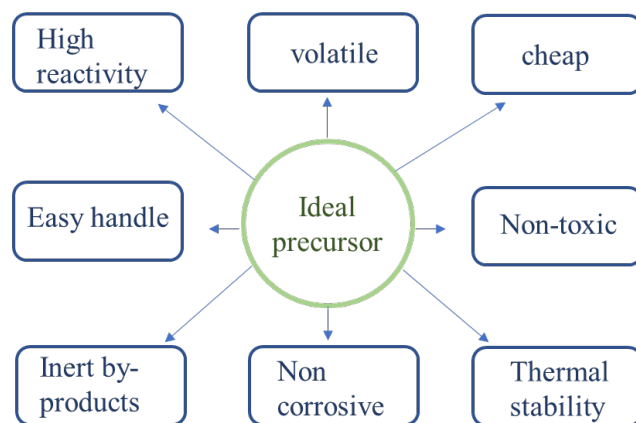 High
reactivity
volatile
cheap
Easy handle
Ideal
precursor
Non-toxic
Inert by-
products
Non
corrosive
Thermal
stability